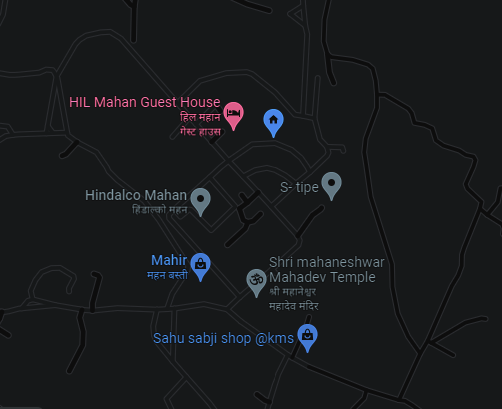 HIL Mahan Guest House
हिल महान
गेस्ट हाउस
S- tipe
Hindalco Mahan
हिंडाल्को महन
Mahir
महन बस्ती
Shri mahaneshwar
Mahadev Temple
श्री महानेश्वर
महादेव मंदिर
Sahu sabji shop @kms